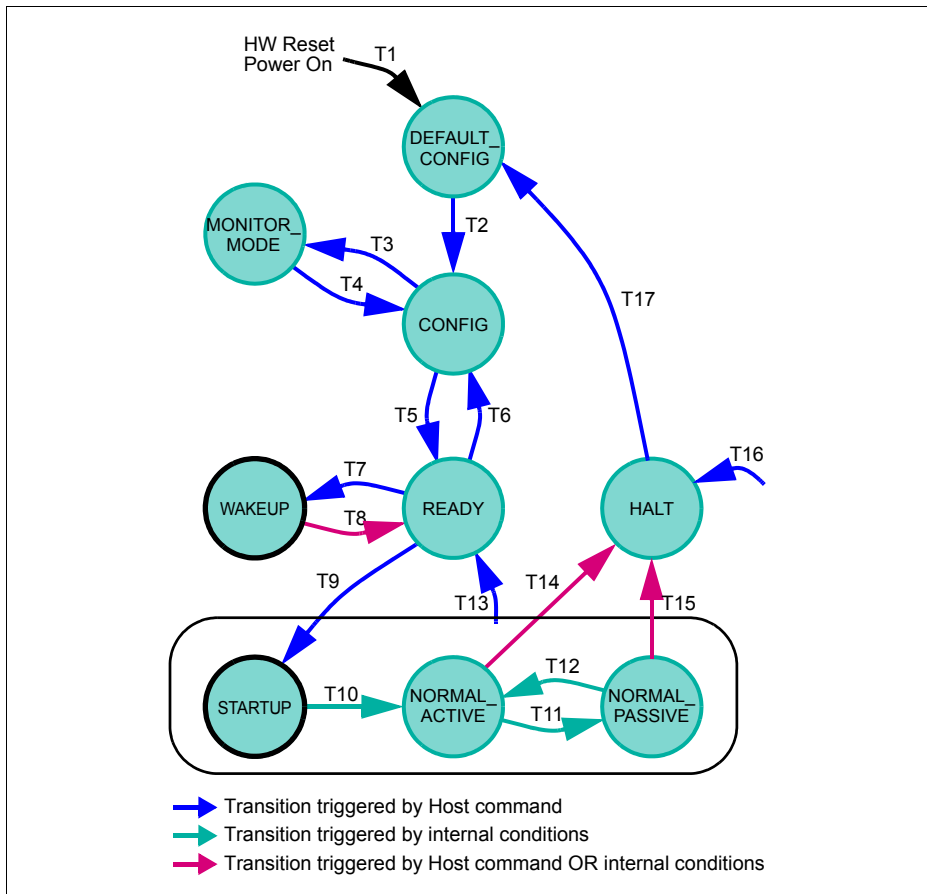 HW Reset
Power On
T1
DEFAULT_
CONFIG
T2
MONITOR_
MODE
T3
T4
CONFIG
T17
T5
T6
T16
T7
WAKEUP
T8
READY
HALT
T9
T13
T14
T15
STARTUP
T10
NORMAL_
ACTIVE
T12
T11
NORMAL_
PASSIVE
Transition triggered by Host command
Transition triggered by internal conditions
Transition triggered by Host command OR internal conditions